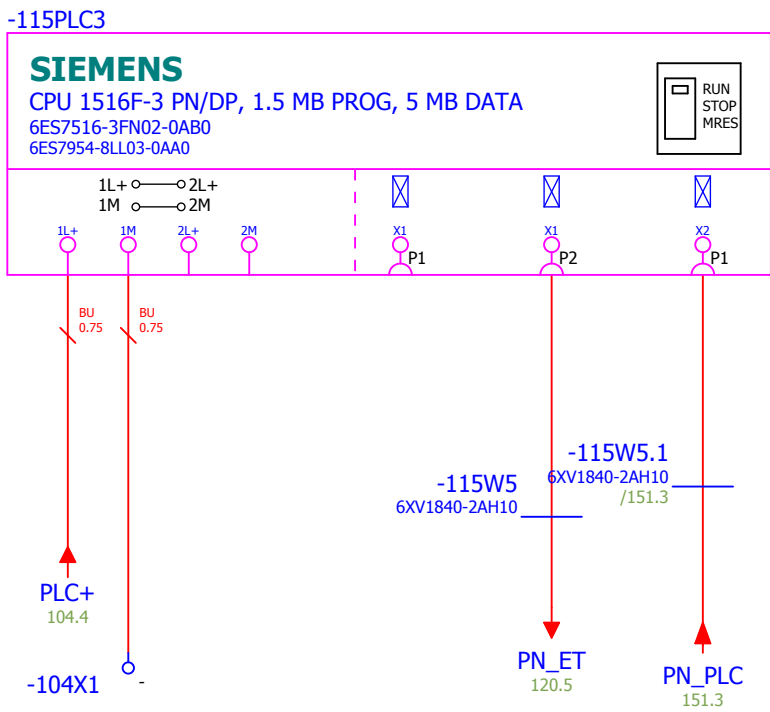 -115PLC3
SIEMENS
CPU 1516F-3 PN/DP, 1.5 MB PROG, 5 MB DATA
6ES7516-3FN02-0AB0
6ES7954-8LL03-0AA0
RUN
STOP
MRES
1L+ 2L+
1M 2M
1L+ 1M 2L+ 2M X1 X1 X2
P1 P2 P1
BU BU
0.75 0.75
-115W5.1
6XV1840-2AH10
/151.3
-115W5
6XV1840-2AH10
PLC+
104.4
-104X1 -
PN_ET
120.5
PN_PLC
151.3